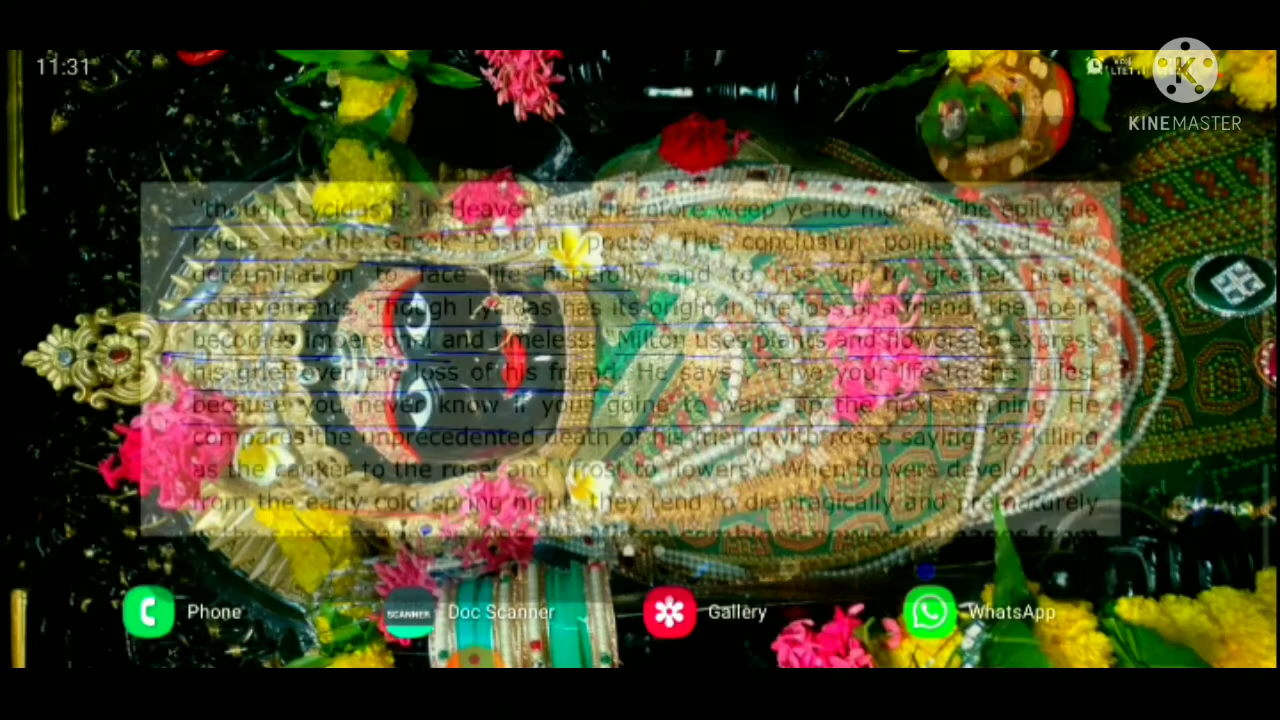 11:31
KINEMASTER
"though Lycidas is in Heaven and therefore weep ye no more". The epilogue
refers to the Greek Pastoral poets. The conclusion points to a new
determination to face life hopefully and to rise up to greater poetic
achievements. Though Lycidas has its origin in the loss of a friend, the poem
becomes impersonal and timeless. "Milton uses plants and flowers to express
his grief over the loss of his friend. He says, "Live your life to the fullest
because you never know if your going to wake up the next morning. He
compares the unprecedented death of his friend with roses saying "as killing
as the canker to the rose' and "frost to flowers". When flowers develop frost
from the early cold spring night, they tend to die tragically and prematurely
Phone
SCANNER
Doc Scanner
Gallery
WhatsApp